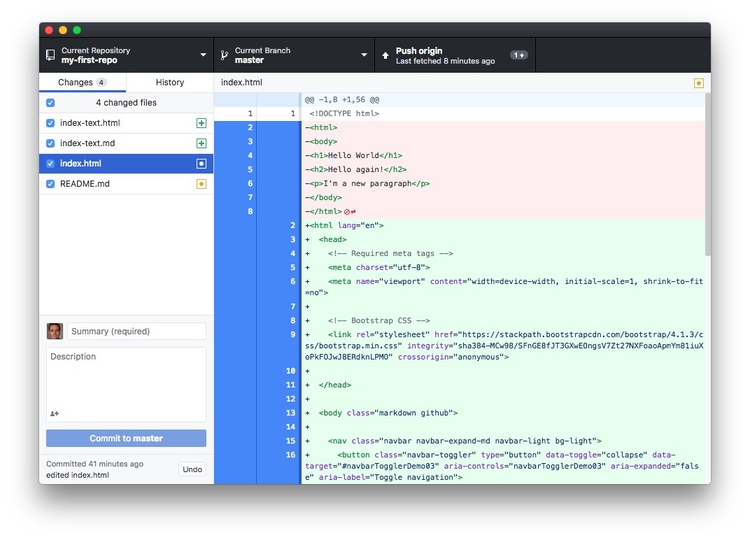 Current Repository
my-first-repo
Current Branch
master
Push origin
Last fetched 8 minutes ago
1
Changes 4
History
index.html
4 changed files
index-text.html
index-text.md
index.html
README.md
@@ -1,8 +1,56 @@
1 1 <!DOCTYPE html>
2 -<html>
3 -<body>
4 -<h1>Hello World</h1>
5 -<h2>Hello again!</h2>
6 -<p>I'm a new paragraph</p>
7 -</body>
8 -</html>
2 +<html lang="en">
3 + <head>
4 + <!-- Required meta tags -->
5 + <meta charset="utf-8">
6 + <meta name="viewport" content="width=device-width, initial-scale=1, shrink-to-fit
=no">
7 +
8 + <!-- Bootstrap CSS -->
9 + <link rel="stylesheet" href="https://stackpath.bootstrapcdn.com/bootstrap/4.1.3/c
ss/bootstrap.min.css" integrity="sha384-MCw98/SFnGE8fJT3GXwEOngsV7Zt27NXFoaoApmYm81iuX
oPkFOJwJ8ERdknLPMO" crossorigin="anonymous">
10 +
11 + </head>
12 +
13 + <body class="markdown github">
14 +
15 + <nav class="navbar navbar-expand-md navbar-light bg-light">
16 + <button class="navbar-toggler" type="button" data-toggle="collapse" data-
target="#navbarTogglerDemo03" aria-controls="navbarTogglerDemo03" aria-expanded="fals
e" aria-label="Toggle navigation">
Summary (required)
Description
Commit to master
Committed 41 minutes ago
edited index.html
Undo